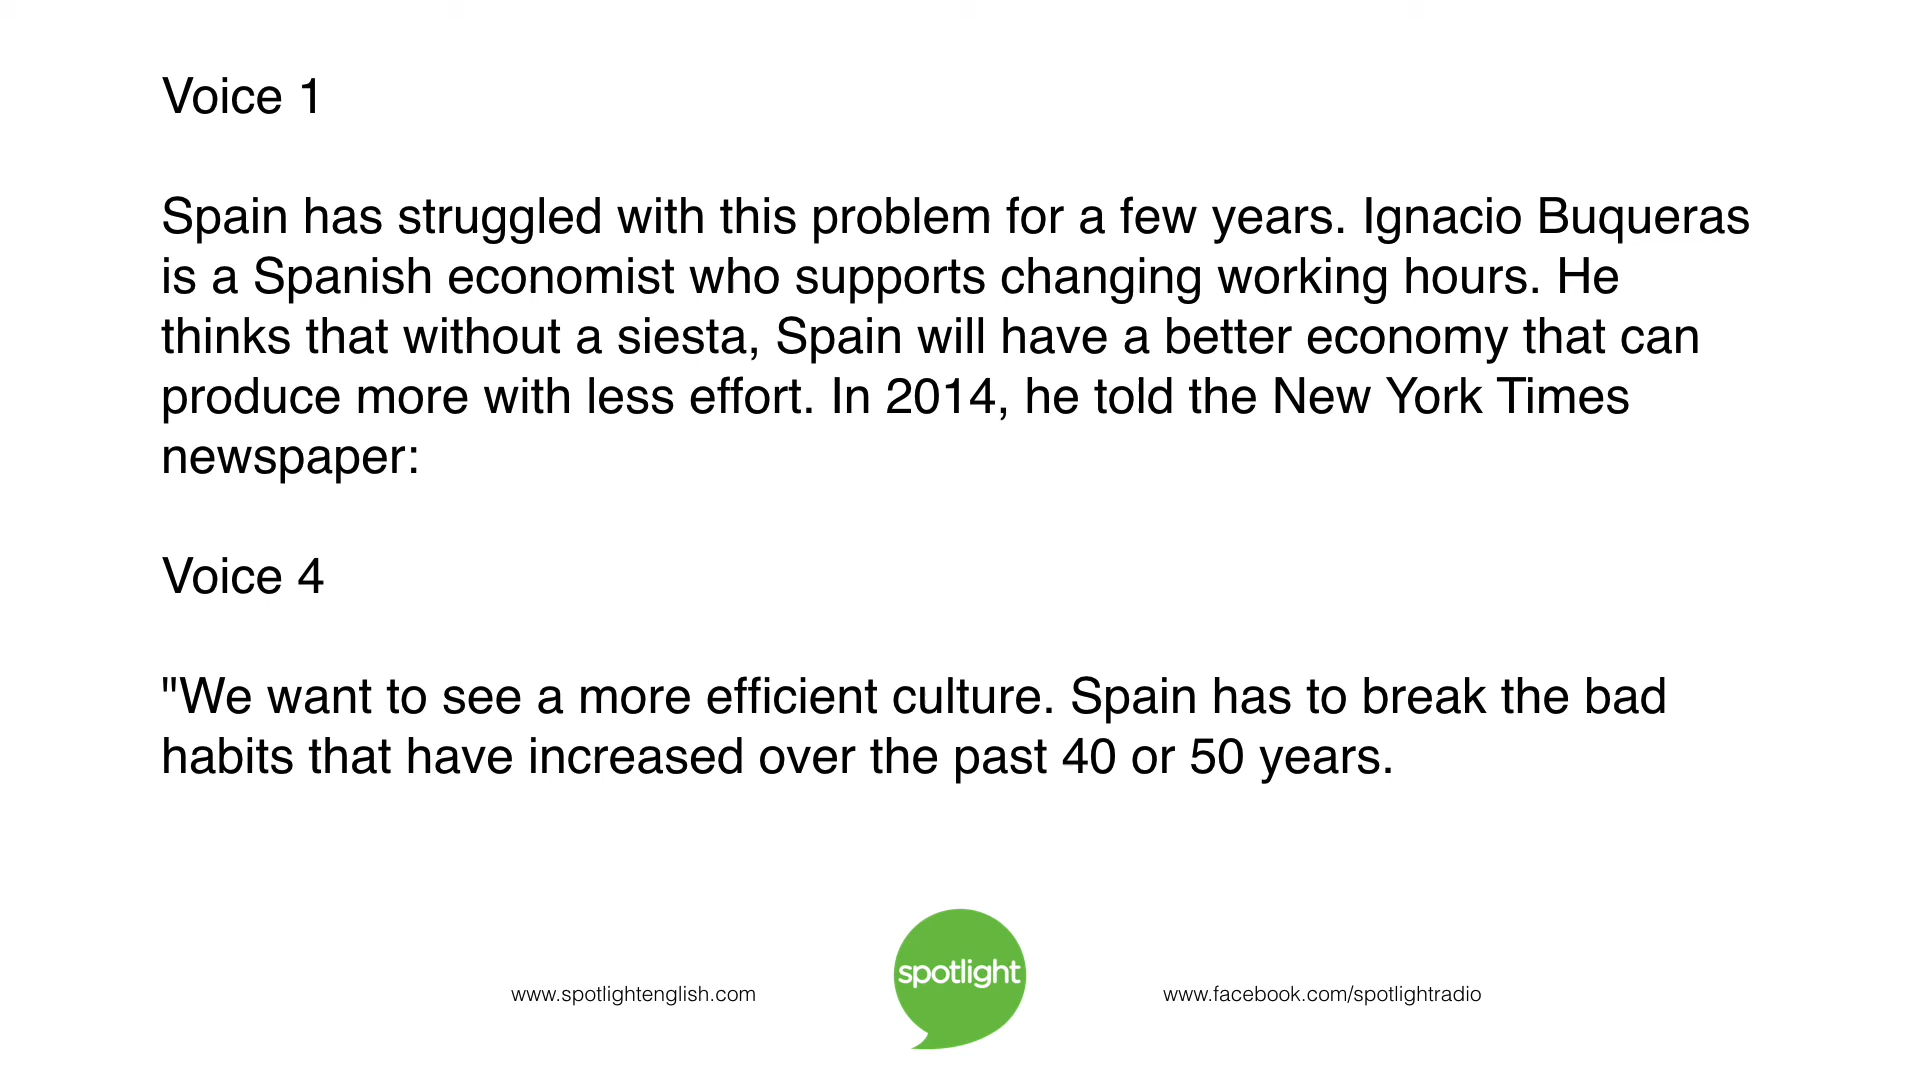 Voice 1
Spain has struggled with this problem for a few years. Ignacio Buqueras
is a Spanish economist who supports changing working hours. He
thinks that without a siesta, Spain will have a better economy that can
produce more with less effort. In 2014, he told the New York Times
newspaper:
Voice 4
"We want to see a more efficient culture. Spain has to break the bad
habits that have increased over the past 40 or 50 years.
spotlight
www.spotlightenglish.com
www.facebook.com/spotlightradio